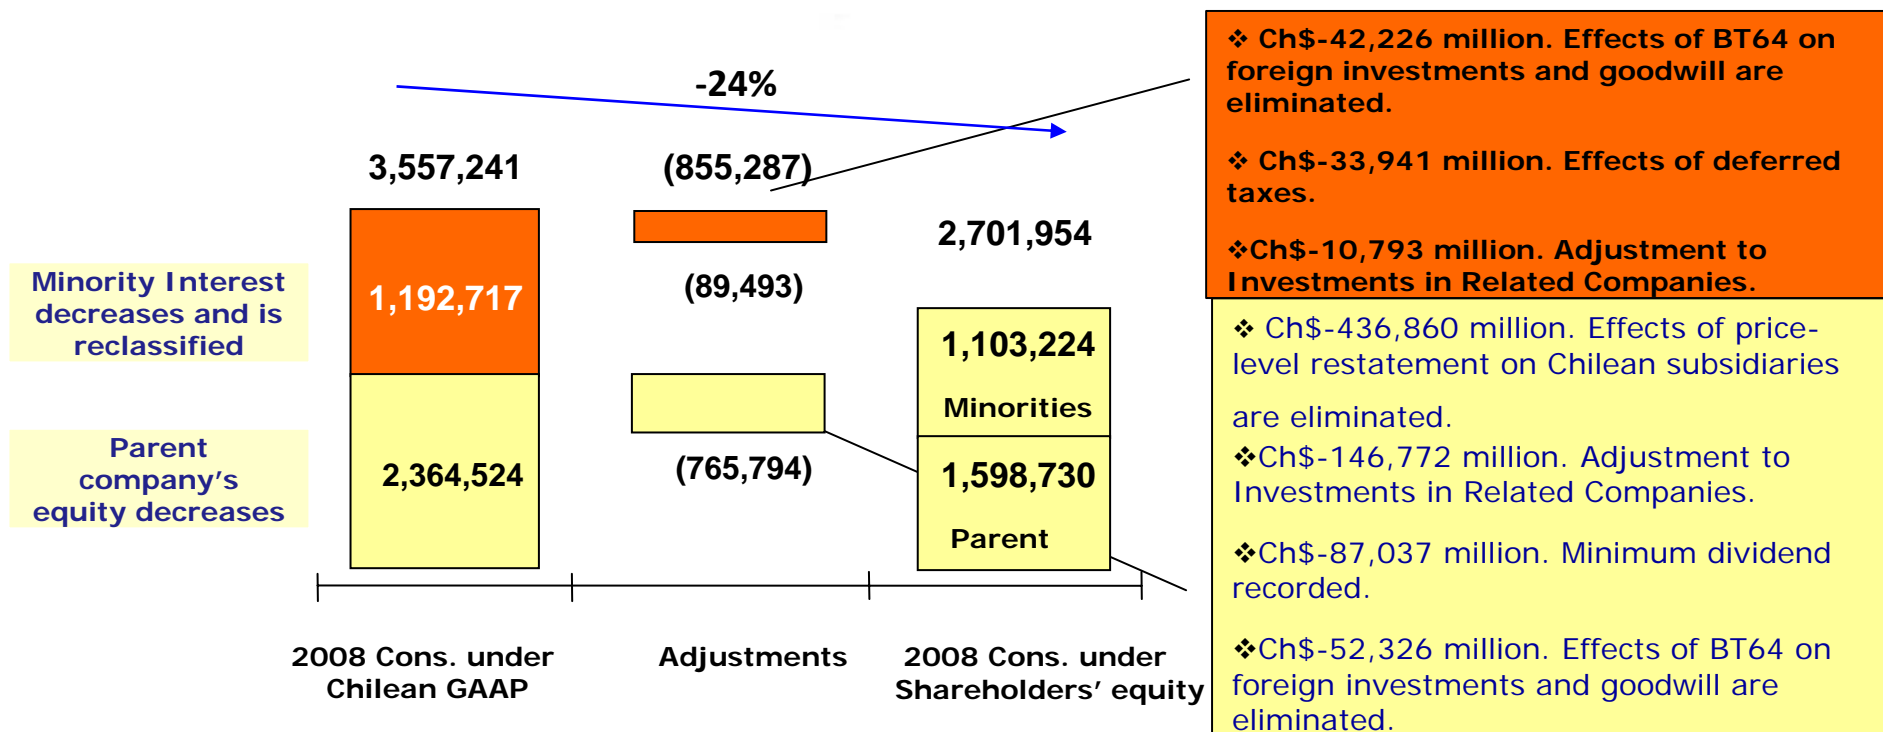 -24%
3,557,241
(855,287)
2,701,954
Minority Interest
decreases and is
reclassified
1,192,717
(89,493)
1,103,224
Minorities
Parent
company's
equity decreases
2,364,524
(765,794)
1,598,730
Parent
2008 Cons. under
Chilean GAAP
Adjustments
2008 Cons. under
Shareholders' equity
❖ Ch$-42,226 million. Effects of BT64 on
foreign investments and goodwill are
eliminated.
❖ Ch$-33,941 million. Effects of deferred
taxes.
❖Ch$-10,793 million. Adjustment to
Investments in Related Companies.
❖ Ch$-436,860 million. Effects of price-
level restatement on Chilean subsidiaries
are eliminated.
❖Ch$-146,772 million. Adjustment to
Investments in Related Companies.
❖Ch$-87,037 million. Minimum dividend
recorded.
❖Ch$-52,326 million. Effects of BT64 on
foreign investments and goodwill are
eliminated.